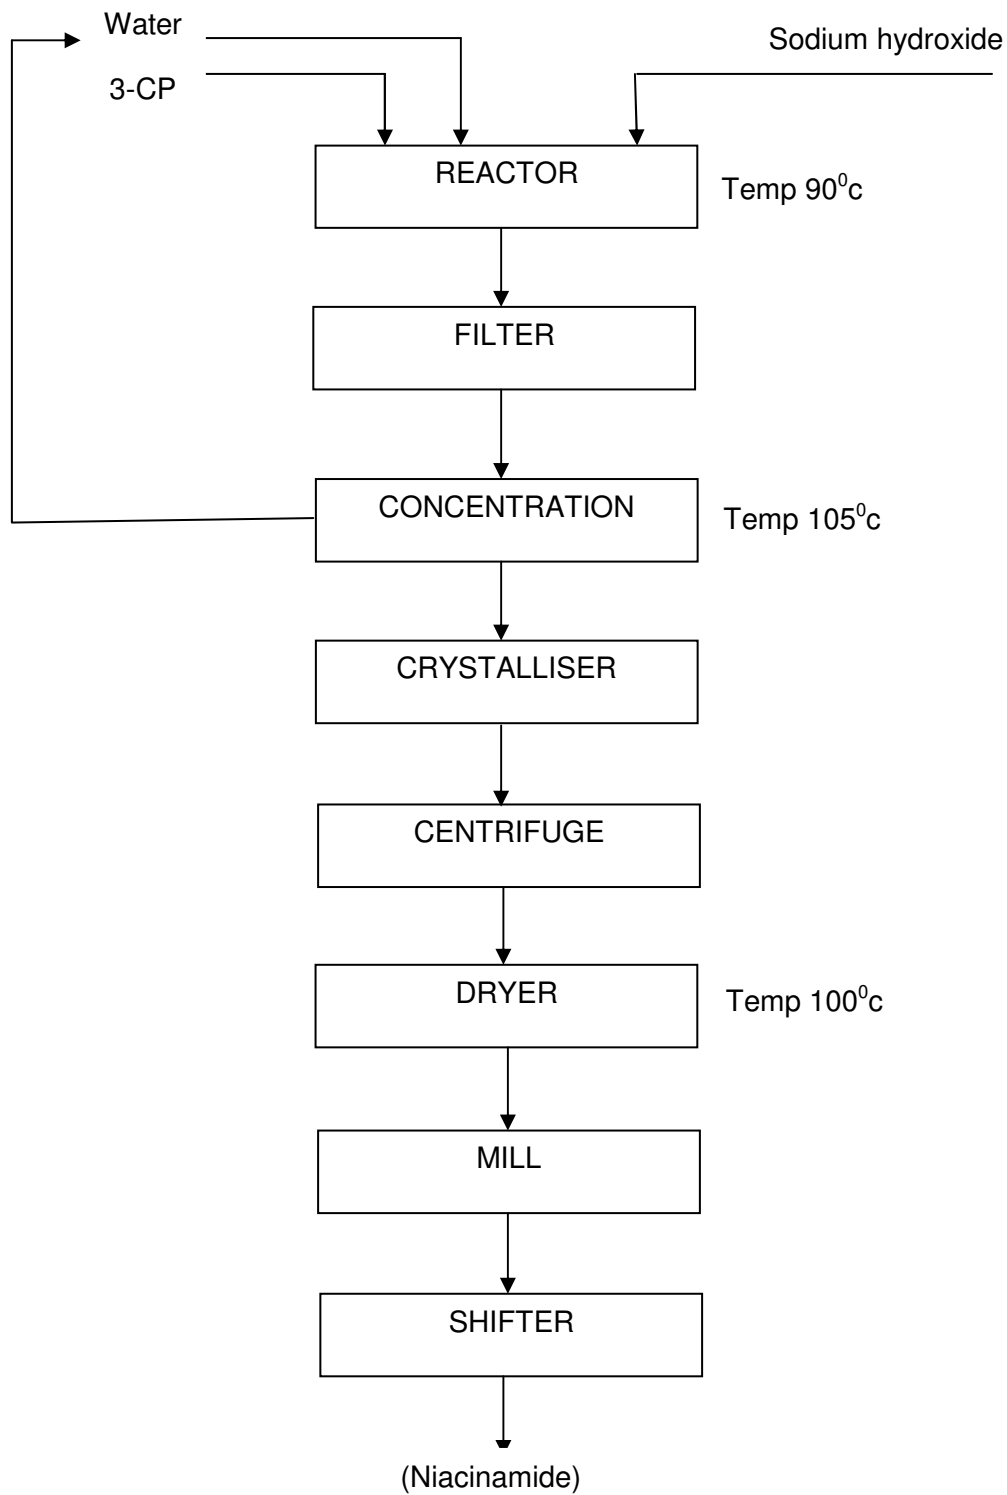 Water
Sodium hydroxide
3-CP
REACTOR
Temp 90⁰c
FILTER
CONCENTRATION
Temp 105⁰c
CRYSTALLISER
CENTRIFUGE
DRYER
Temp 100⁰c
MILL
SHIFTER
(Niacinamide)